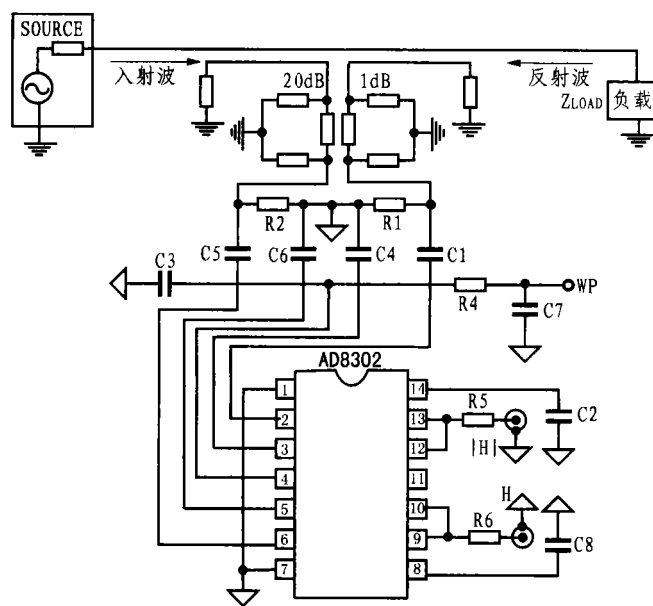 SOURCE
入射波
20dB
1dB
反射波
ZLOAD
负载
R2
R1
C5
C6
C4
C1
C3
R4
WP
C7
AD8302
1
14
2
13
R5
C2
3
12
|H|
4
11
5
10
H
6
9
R6
C8
7
8